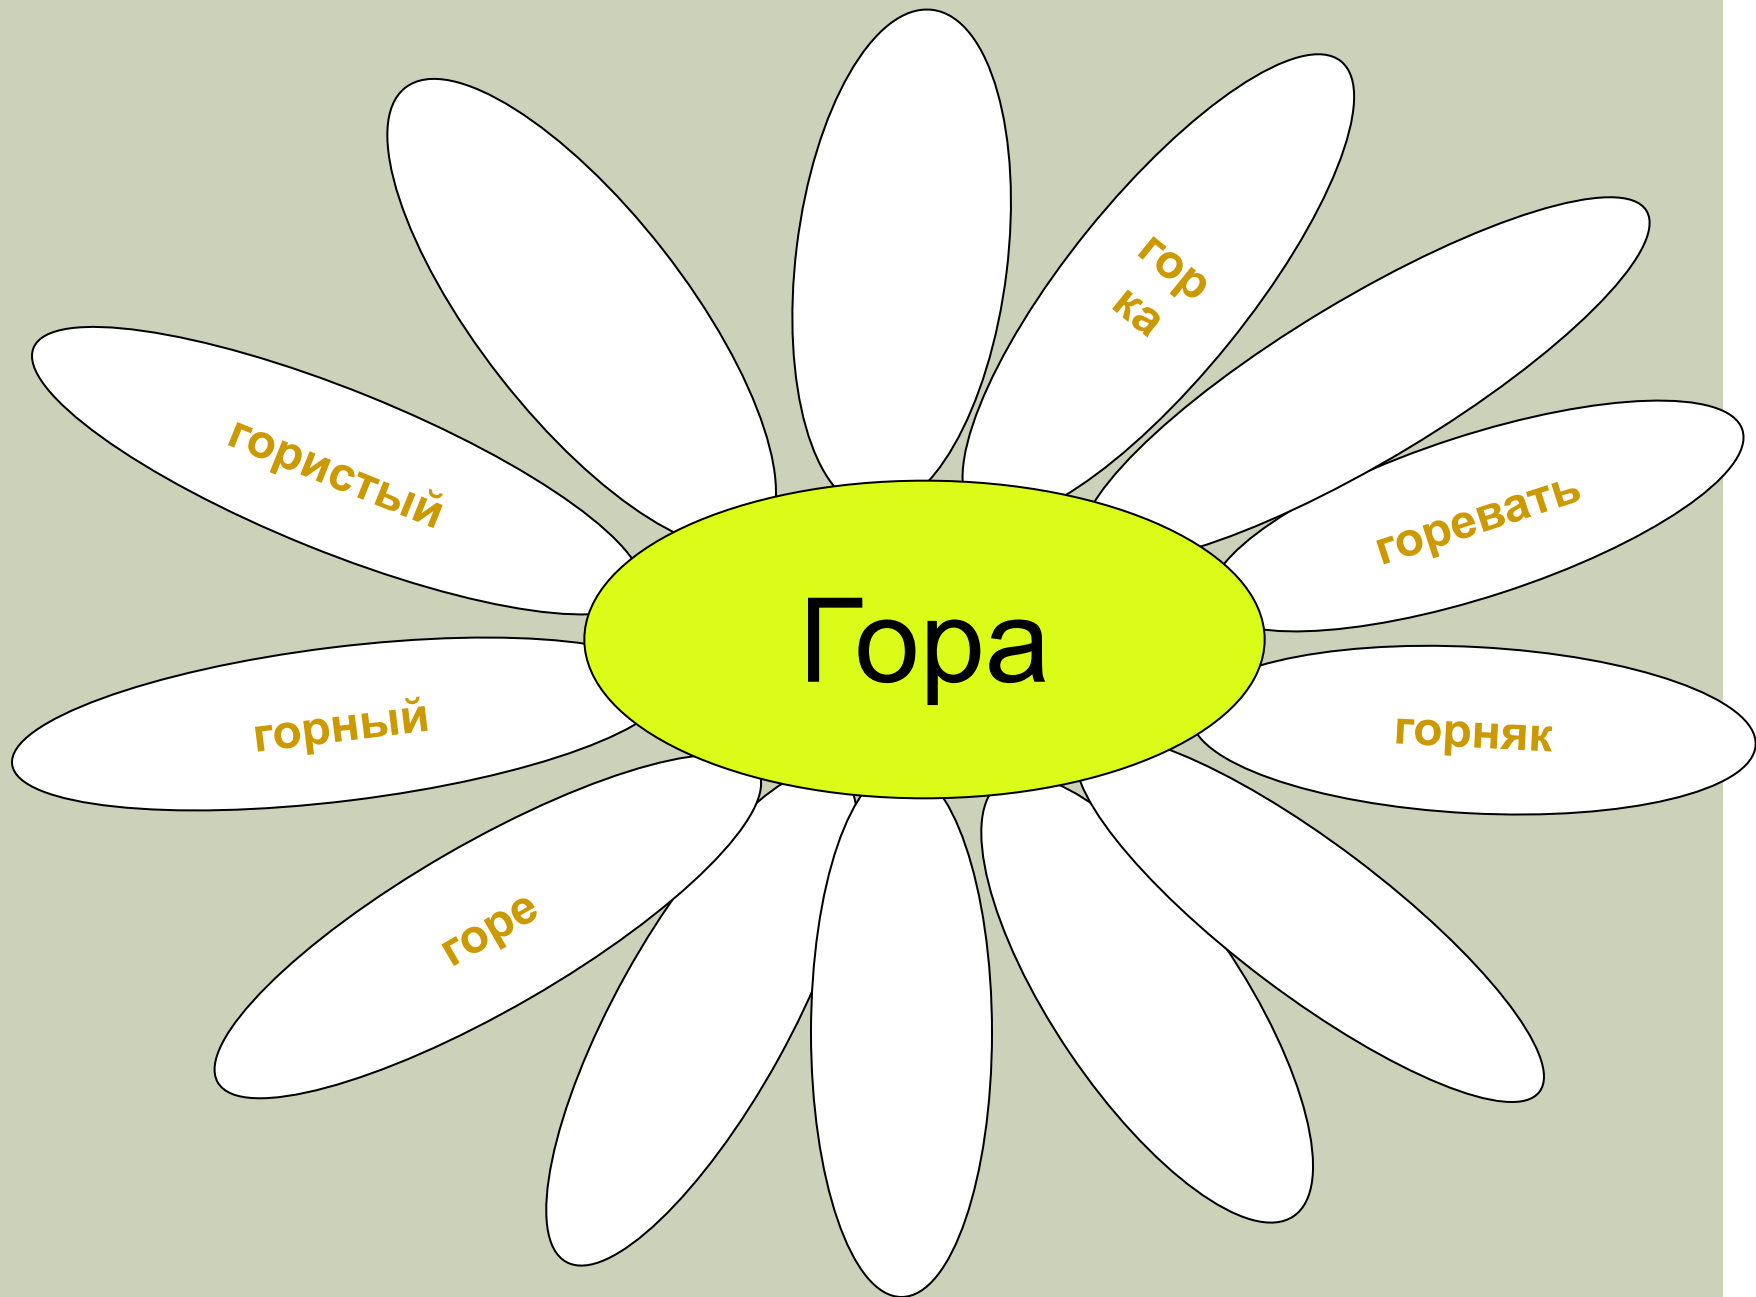 гор
ка
гористый
горевать
Гора
горный
горняк
горе